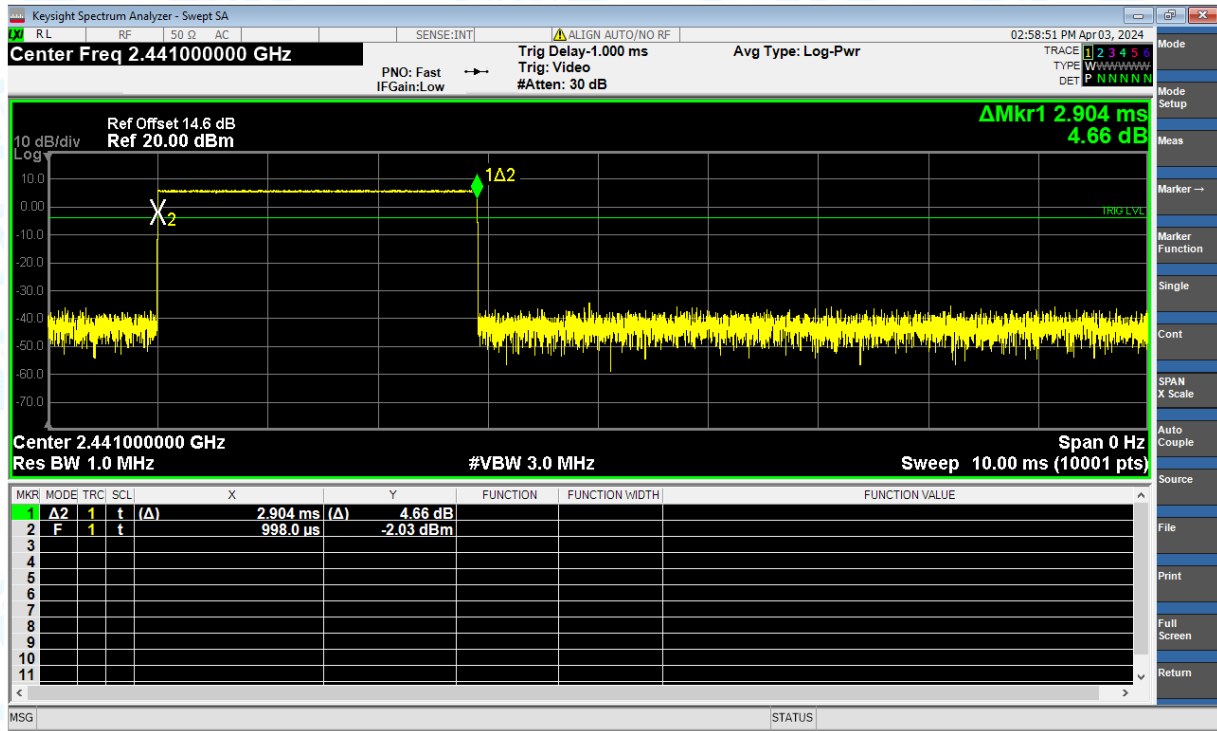 Keysight Spectrum Analyzer - Swept SA
LXI RL RF 50 Ω AC SENSE:INT ALIGN AUTO/NO RF 02:58:51 PM Apr 03, 2024
Center Freq 2.441000000 GHz
PNO: Fast
IFGain:Low
Trig Delay-1.000 ms
Trig: Video
#Atten: 30 dB
Avg Type: Log-Pwr
TRACE 1 2 3 4 5 6
TYPE WWWWWW
DET P N N N N N
ΔMkr1 2.904 ms
4.66 dB
Ref Offset 14.6 dB
10 dB/div Ref 20.00 dBm
Log
10.0
0.00
-10.0
-20.0
-30.0
-40.0
-50.0
-60.0
-70.0
1Δ2
2
TRIG LVL
Center 2.441000000 GHz Span 0 Hz
Res BW 1.0 MHz #VBW 3.0 MHz Sweep 10.00 ms (10001 pts)
MKR MODE TRC SCL X Y FUNCTION FUNCTION WIDTH FUNCTION VALUE
1 Δ2 1 t (Δ) 2.904 ms (Δ) 4.66 dB
2 F 1 t 998.0 µs -2.03 dBm
3
4
5
6
7
8
9
10
11
MSG STATUS
Mode
Mode
Setup
Meas
Marker →
Marker
Function
Single
Cont
SPAN
X Scale
Auto
Couple
Source
File
Print
Full
Screen
Return